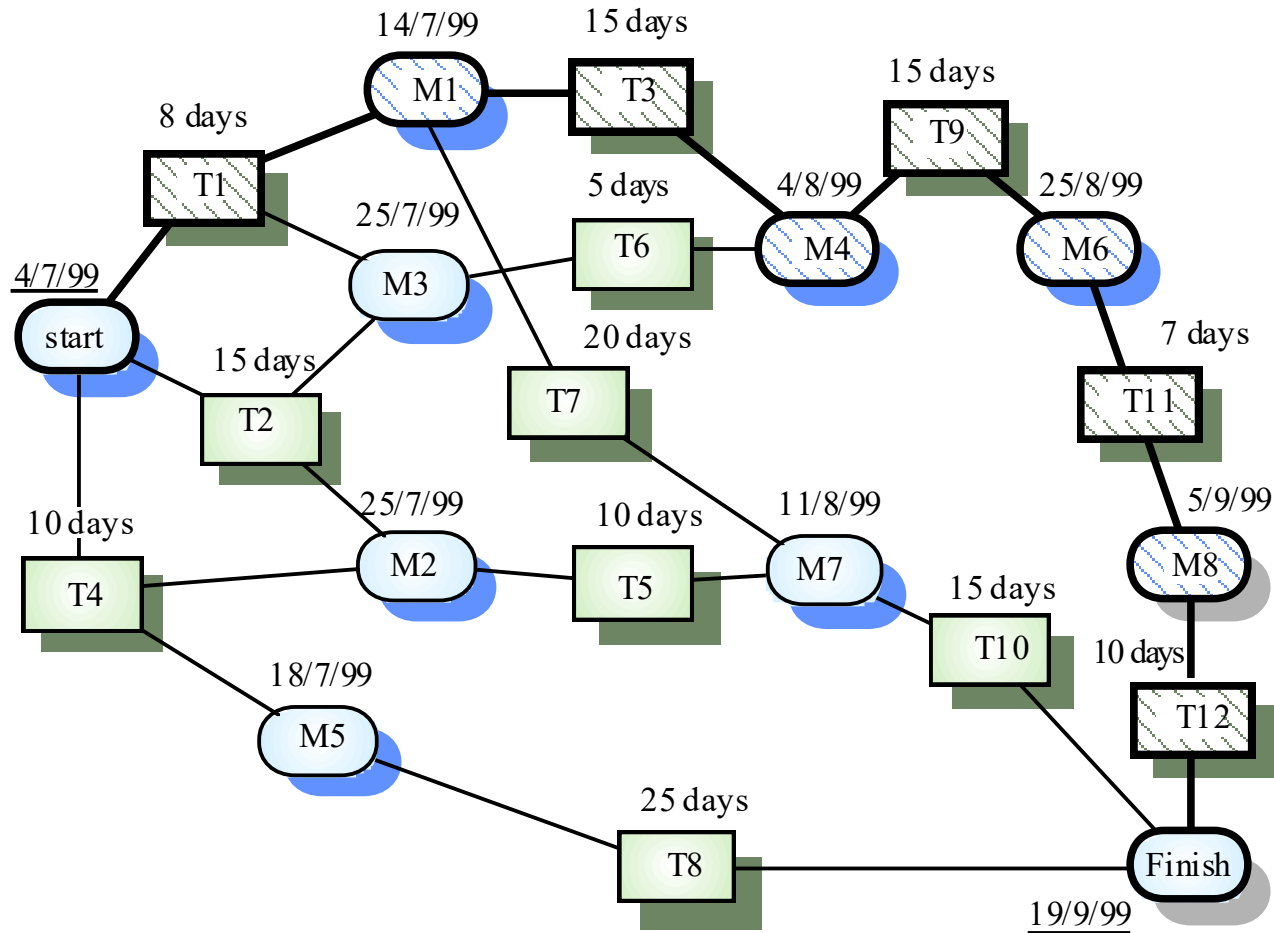 14/7/99
15 days
M1
T3
15 days
T9
8 days
T1
5 days
4/8/99
25/8/99
25/7/99
T6
M4
M6
M3
4/7/99
start
20 days
7 days
15 days
T2
T7
T11
25/7/99
10 days
10 days
11/8/99
5/9/99
M2
T5
M7
M8
T4
15 days
T10
10 days
18/7/99
M5
T12
25 days
T8
Finish
19/9/99